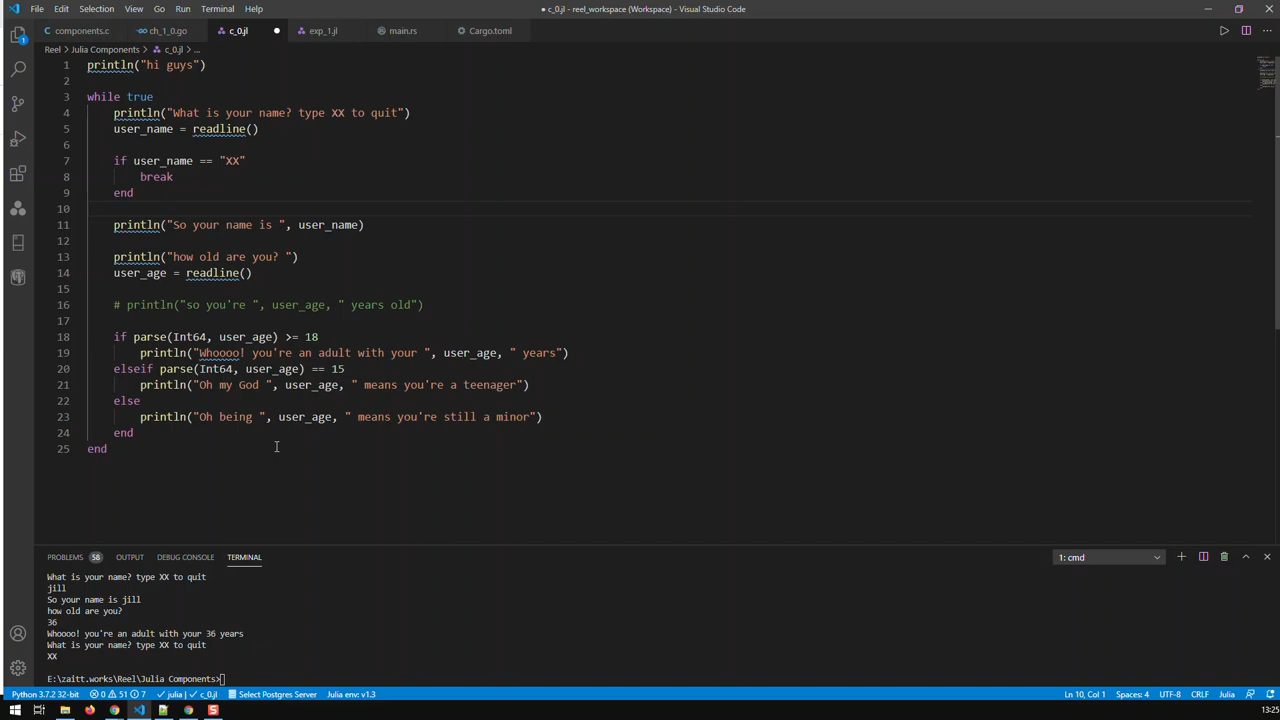 File Edit Selection View Go Run Terminal Help ● c_0.jl - reel_workspace (Workspace) - Visual Studio Code
components.c ch_1_0.go c_0.jl exp_1.jl main.rs Cargo.toml
Reel > Julia Components > c_0.jl > ...
1 println("hi guys")
2
3 while true
4 println("What is your name? type XX to quit")
5 user_name = readline()
6
7 if user_name == "XX"
8 break
9 end
10
11 println("So your name is ", user_name)
12
13 println("how old are you? ")
14 user_age = readline()
15
16 # println("so you're ", user_age, " years old")
17
18 if parse(Int64, user_age) >= 18
19 println("Whoooo! you're an adult with your ", user_age, " years")
20 elseif parse(Int64, user_age) == 15
21 println("Oh my God ", user_age, " means you're a teenager")
22 else
23 println("Oh being ", user_age, " means you're still a minor")
24 end
25 end
PROBLEMS 58 OUTPUT DEBUG CONSOLE TERMINAL 1: cmd
What is your name? type XX to quit
jill
So your name is jill
how old are you?
36
Whoooo! you're an adult with your 36 years
What is your name? type XX to quit
XX
E:\zaitt.works\Reel\Julia Components>
Python 3.7.2 32-bit 0 51 7 julia | c_0.jl Select Postgres Server Julia env: v1.3 Ln 10, Col 1 Spaces: 4 UTF-8 CRLF Julia
13:25